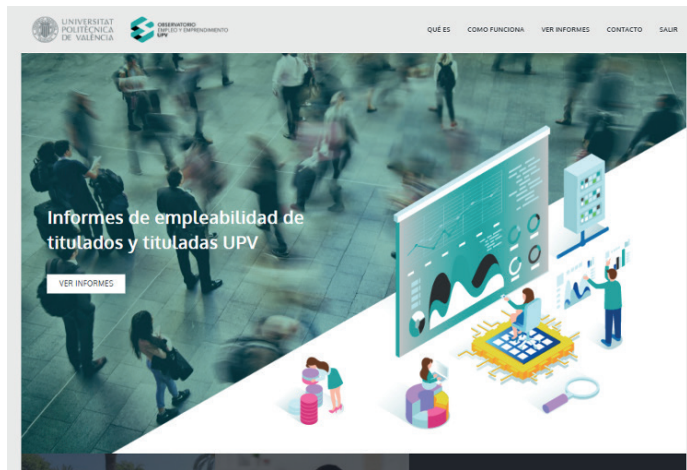 UNIVERSITAT
POLITÈCNICA
DE VALÈNCIA
OBSERVATORIO
EMPLEO Y EMPRENDIMIENTO
UPV
QUÉ ES COMO FUNCIONA VER INFORMES CONTACTO SALIR
Informes de empleabilidad de
titulados y tituladas UPV
VER INFORMES